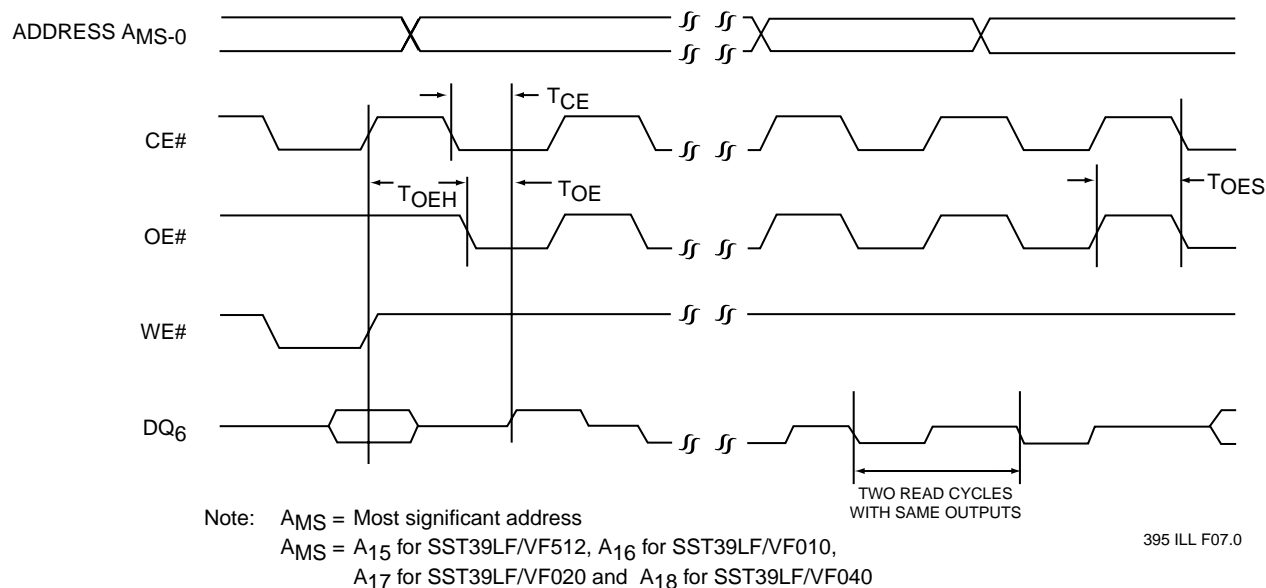 ADDRESS AMS-0
TCE
CE#
TOEH
TOE
TOES
OE#
WE#
DQ6
TWO READ CYCLES
WITH SAME OUTPUTS
Note: AMS = Most significant address
AMS = A15 for SST39LF/VF512, A16 for SST39LF/VF010,
A17 for SST39LF/VF020 and A18 for SST39LF/VF040
395 ILL F07.0